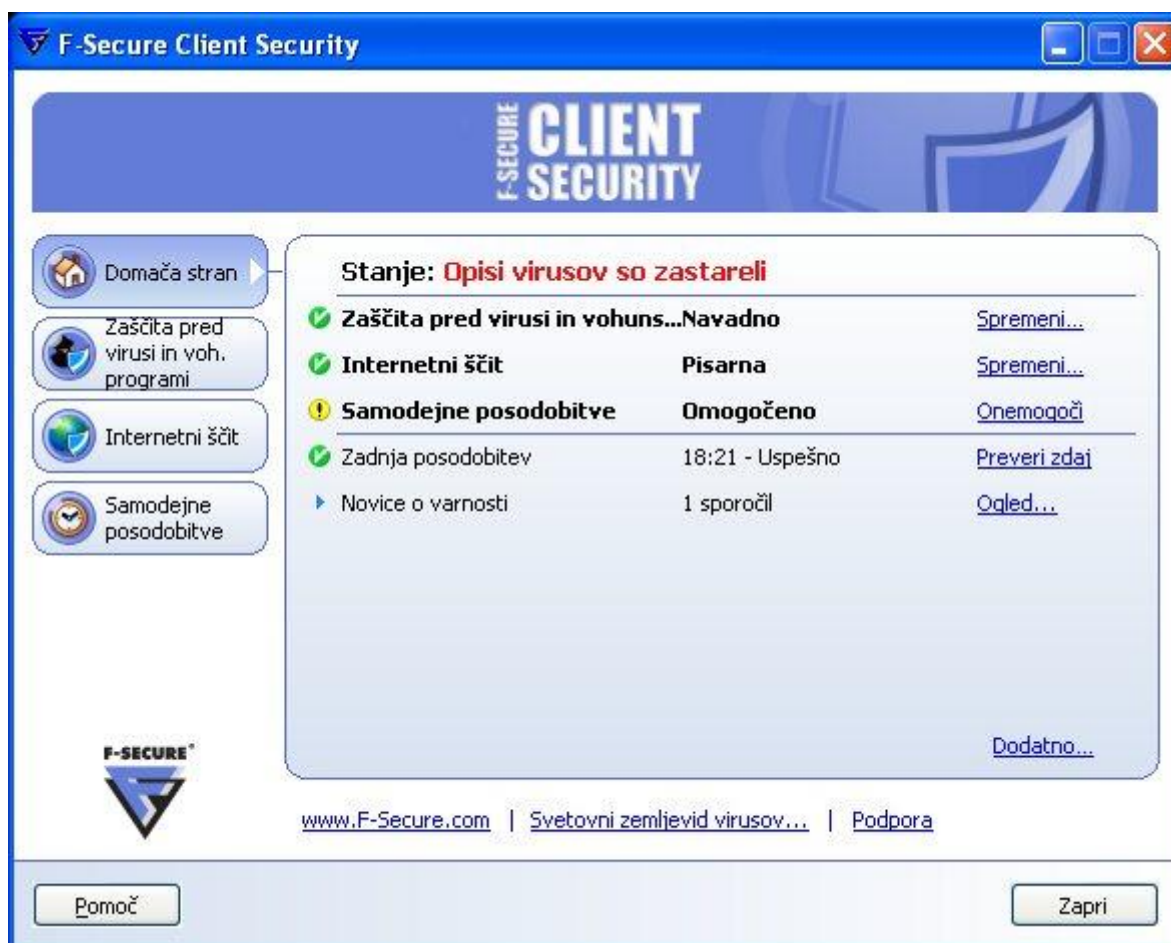 F-Secure Client Security
F-SECURE
CLIENT
SECURITY
Domača stran
Zaščita pred
virusi in voh.
programi
Internetni ščit
Samodejne
posodobitve
Stanje: Opisi virusov so zastareli
Zaščita pred virusi in vohuns...Navadno Spremeni...
Internetni ščit Pisarna Spremeni...
Samodejne posodobitve Omogočeno Onemogoči
Zadnja posodobitev 18:21 - Uspešno Preveri zdaj
Novice o varnosti 1 sporočil Ogled...
Dodatno...
F-SECURE®
www.F-Secure.com | Svetovni zemljevid virusov... | Podpora
Pomoč
Zapri